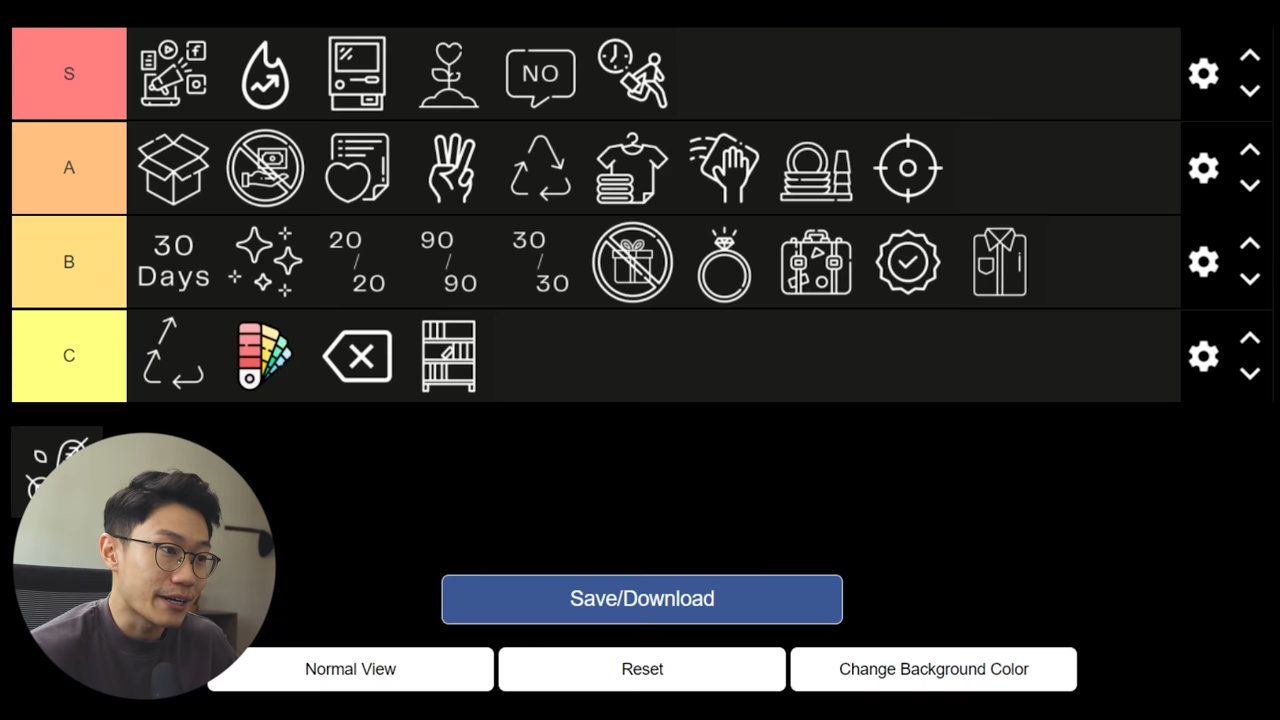 S
NO
A
B
30
Days
20
/
20
90
/
90
30
/
30
C
Save/Download
Normal View
Reset
Change Background Color